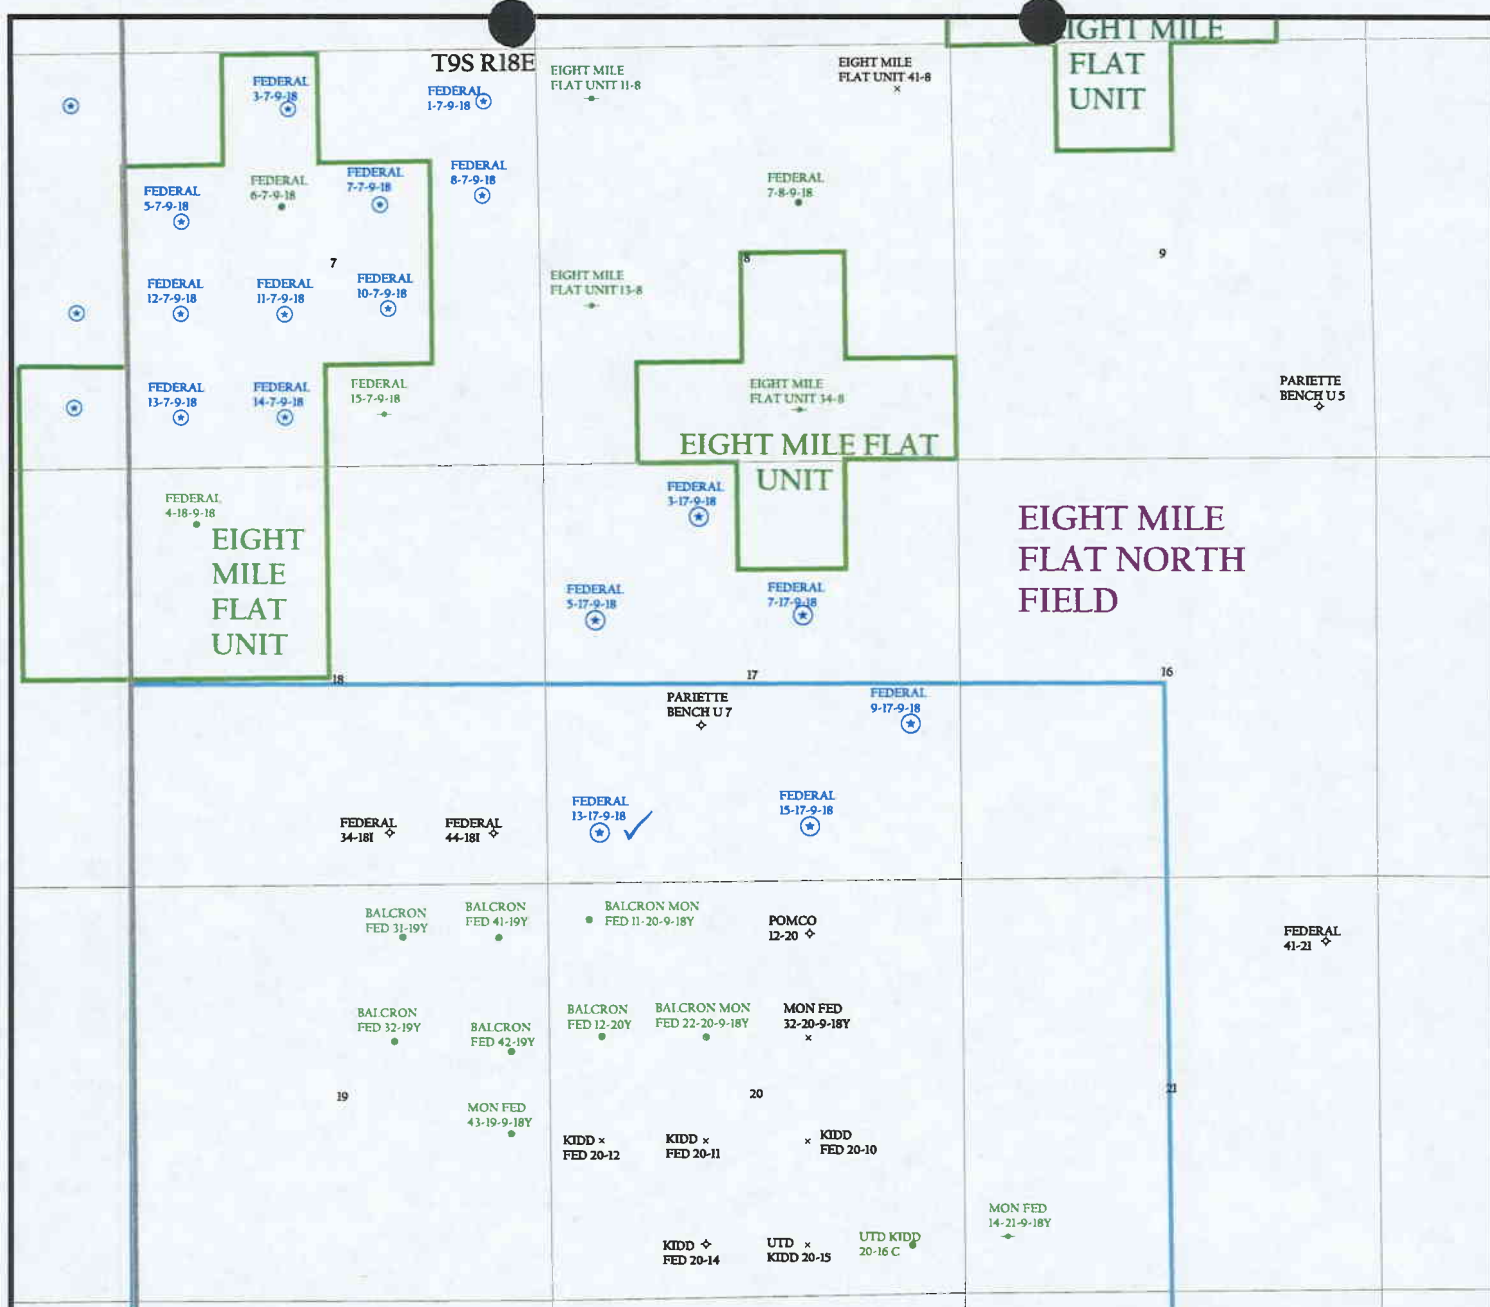 EIGHT MILE
FLAT
UNIT
T9S R18E
FEDERAL
3-7-9-18
FEDERAL
1-7-9-18
EIGHT MILE
FLAT UNIT 11-8
EIGHT MILE
FLAT UNIT 41-8
FEDERAL
5-7-9-18
FEDERAL
6-7-9-18
FEDERAL
7-7-9-18
FEDERAL
8-7-9-18
FEDERAL
7-8-9-18
7
8
9
FEDERAL
12-7-9-18
FEDERAL
11-7-9-18
FEDERAL
10-7-9-18
EIGHT MILE
FLAT UNIT 13-8
FEDERAL
13-7-9-18
FEDERAL
14-7-9-18
FEDERAL
15-7-9-18
EIGHT MILE
FLAT UNIT 34-8
PARIETTE
BENCH U 5
EIGHT MILE FLAT
UNIT
FEDERAL
4-18-9-18
EIGHT
MILE
FLAT
UNIT
FEDERAL
3-17-9-18
EIGHT MILE
FLAT NORTH
FIELD
FEDERAL
5-17-9-18
FEDERAL
7-17-9-18
18
17
16
PARIETTE
BENCH U 7
FEDERAL
9-17-9-18
FEDERAL
34-18I
FEDERAL
44-18I
FEDERAL
13-17-9-18
FEDERAL
15-17-9-18
BALCRON
FED 31-19Y
BALCRON
FED 41-19Y
BALCRON MON
FED 11-20-9-18Y
POMCO
12-20
FEDERAL
41-21
BALCRON
FED 32-19Y
BALCRON
FED 42-19Y
BALCRON
FED 12-20Y
BALCRON MON
FED 22-20-9-18Y
MON FED
32-20-9-18Y
19
20
21
MON FED
43-19-9-18Y
KIDD
FED 20-12
KIDD
FED 20-11
KIDD
FED 20-10
KIDD
FED 20-14
UTD
KIDD 20-15
UTD KIDD
20-16 C
MON FED
14-21-9-18Y